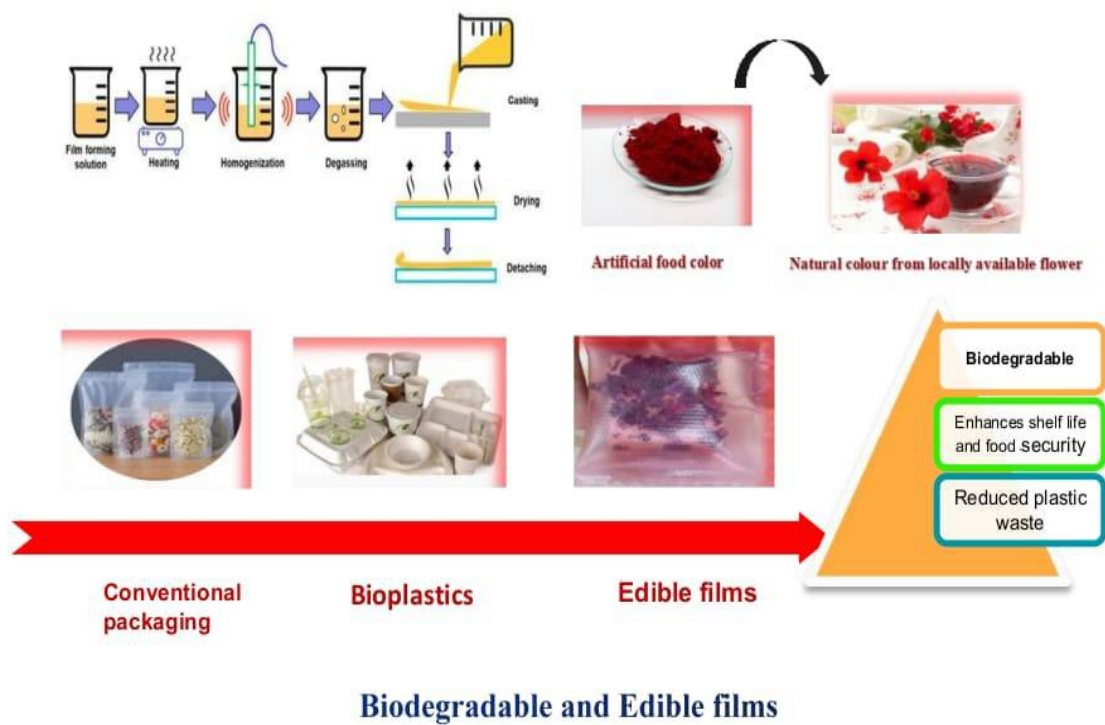 Film forming
solution
Heating
Homogenization
Degassing
Casting
Drying
Detaching
Artificial food color
Natural colour from locally available flower
Biodegradable
Enhances shelf life
and food security
Reduced plastic
waste
Conventional
packaging
Bioplastics
Edible films
Biodegradable and Edible films